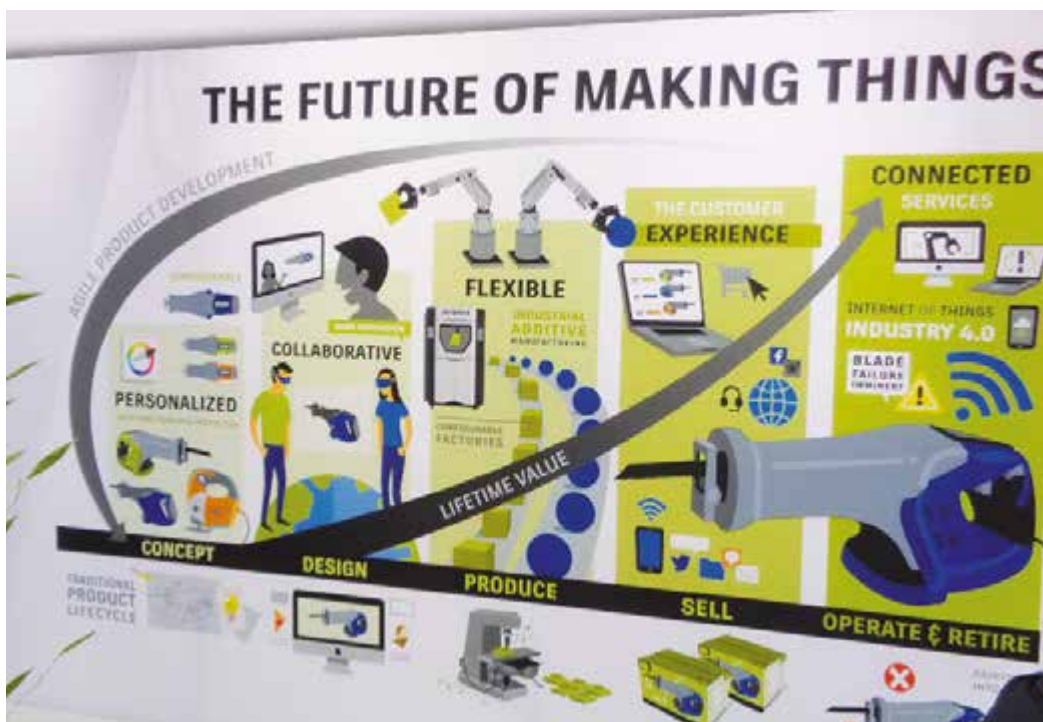 THE FUTURE OF MAKING THINGS
AGILE PRODUCT DEVELOPMENT
PERSONALIZED
COLLABORATIVE
FLEXIBLE
INDUSTRIAL
ADDITIVE
MANUFACTURING
CONFIGURABLE
FACTORIES
THE CUSTOMER
EXPERIENCE
CONNECTED
SERVICES
INTERNET OF THINGS
INDUSTRY 4.0
BLADE
FAILURE
IMMINENT
LIFETIME VALUE
CONCEPT
DESIGN
PRODUCE
SELL
OPERATE & RETIRE
TRADITIONAL
PRODUCT
LIFECYCLE